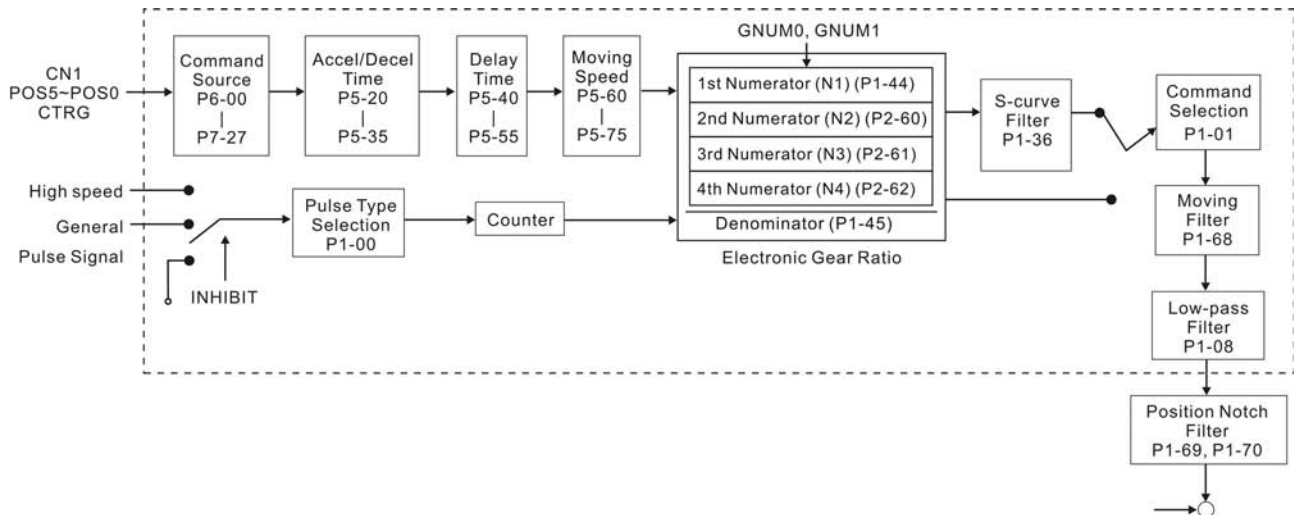 GNUM0, GNUM1
CN1
POS5~POS0
CTRG
Command
Source
P6-00
|
P7-27
Accel/Decel
Time
P5-20
|
P5-35
Delay
Time
P5-40
|
P5-55
Moving
Speed
P5-60
|
P5-75
1st Numerator (N1) (P1-44)
2nd Numerator (N2) (P2-60)
3rd Numerator (N3) (P2-61)
4th Numerator (N4) (P2-62)
Denominator (P1-45)
Electronic Gear Ratio
S-curve
Filter
P1-36
Command
Selection
P1-01
High speed
General
Pulse Signal
INHIBIT
Pulse Type
Selection
P1-00
Counter
Moving
Filter
P1-68
Low-pass
Filter
P1-08
Position Notch
Filter
P1-69, P1-70